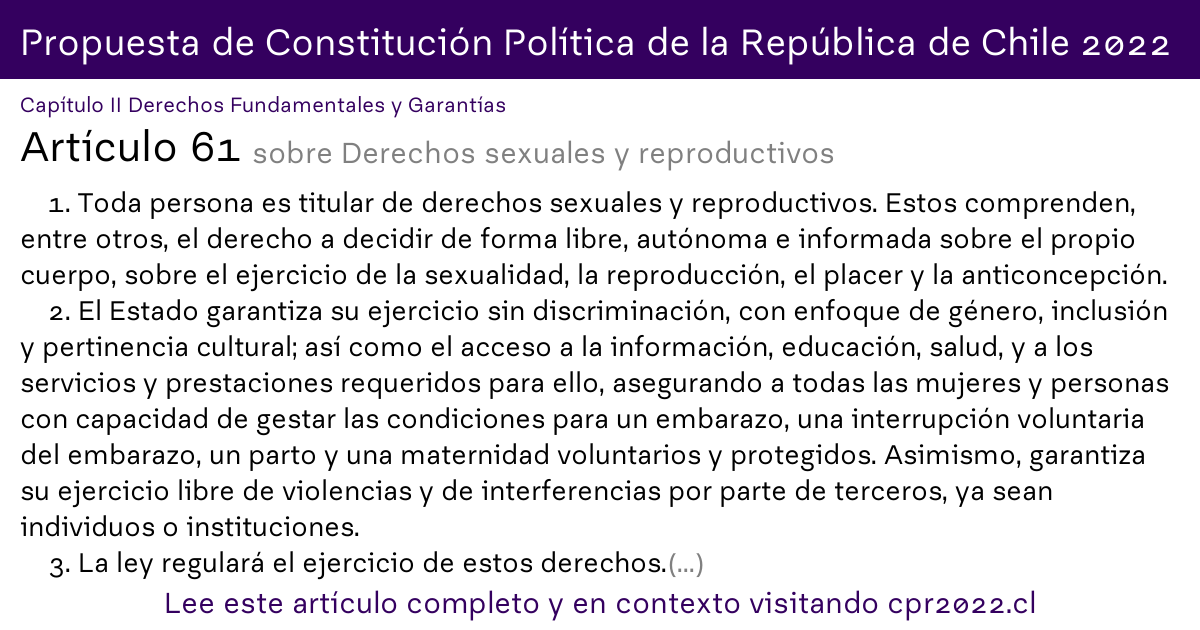 Propuesta de Constitución Política de la República de Chile 2022
Capítulo II Derechos Fundamentales y Garantías
Artículo 61 sobre Derechos sexuales y reproductivos
1. Toda persona es titular de derechos sexuales y reproductivos. Estos comprenden,
entre otros, el derecho a decidir de forma libre, autónoma e informada sobre el propio
cuerpo, sobre el ejercicio de la sexualidad, la reproducción, el placer y la anticoncepción.
2. El Estado garantiza su ejercicio sin discriminación, con enfoque de género, inclusión
y pertinencia cultural; así como el acceso a la información, educación, salud, y a los
servicios y prestaciones requeridos para ello, asegurando a todas las mujeres y personas
con capacidad de gestar las condiciones para un embarazo, una interrupción voluntaria
del embarazo, un parto y una maternidad voluntarios y protegidos. Asimismo, garantiza
su ejercicio libre de violencias y de interferencias por parte de terceros, ya sean
individuos o instituciones.
3. La ley regulará el ejercicio de estos derechos.(...)
Lee este artículo completo y en contexto visitando cpr2022.cl